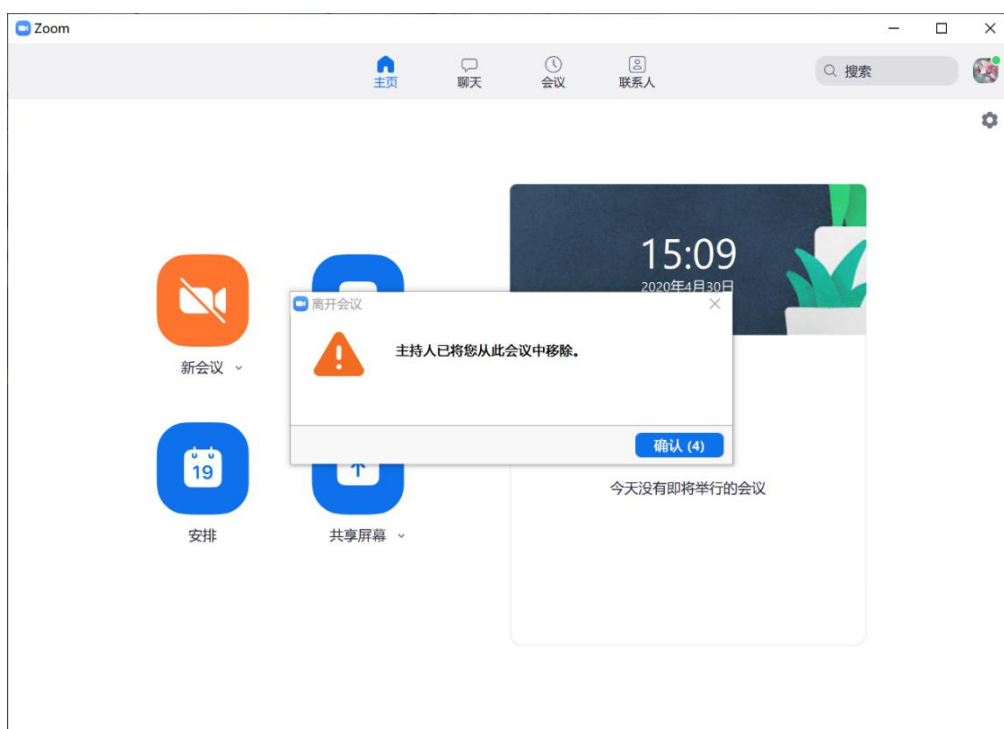 Zoom
主页
聊天
会议
联系人
搜索
15:09
2020年4月30日
离开会议
主持人已将您从此会议中移除。
确认 (4)
新会议
19
安排
共享屏幕
今天没有即将举行的会议